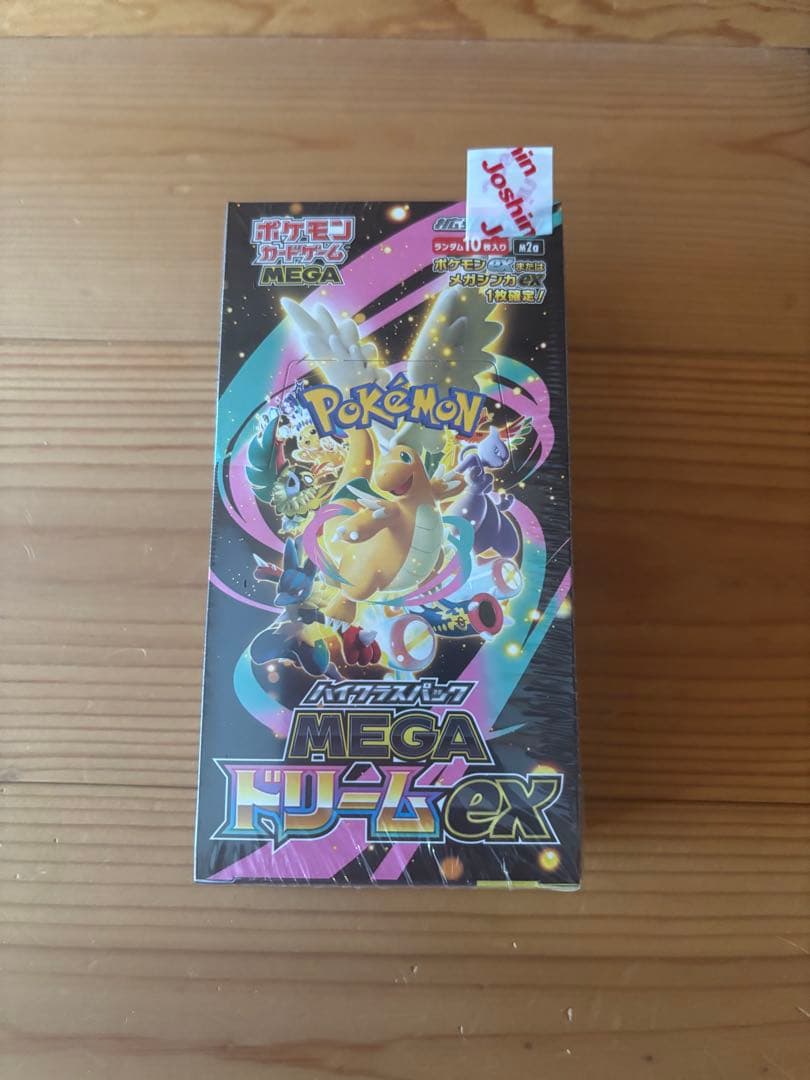 hin
Joshin
Jo
ポケモン
カードゲーム
MEGA
ランダム10枚入り
M2a
ポケモンexまたは
メガシンカex
1枚確定!
POKÉMON
ハイクラスパック
MEGA
ドリームex